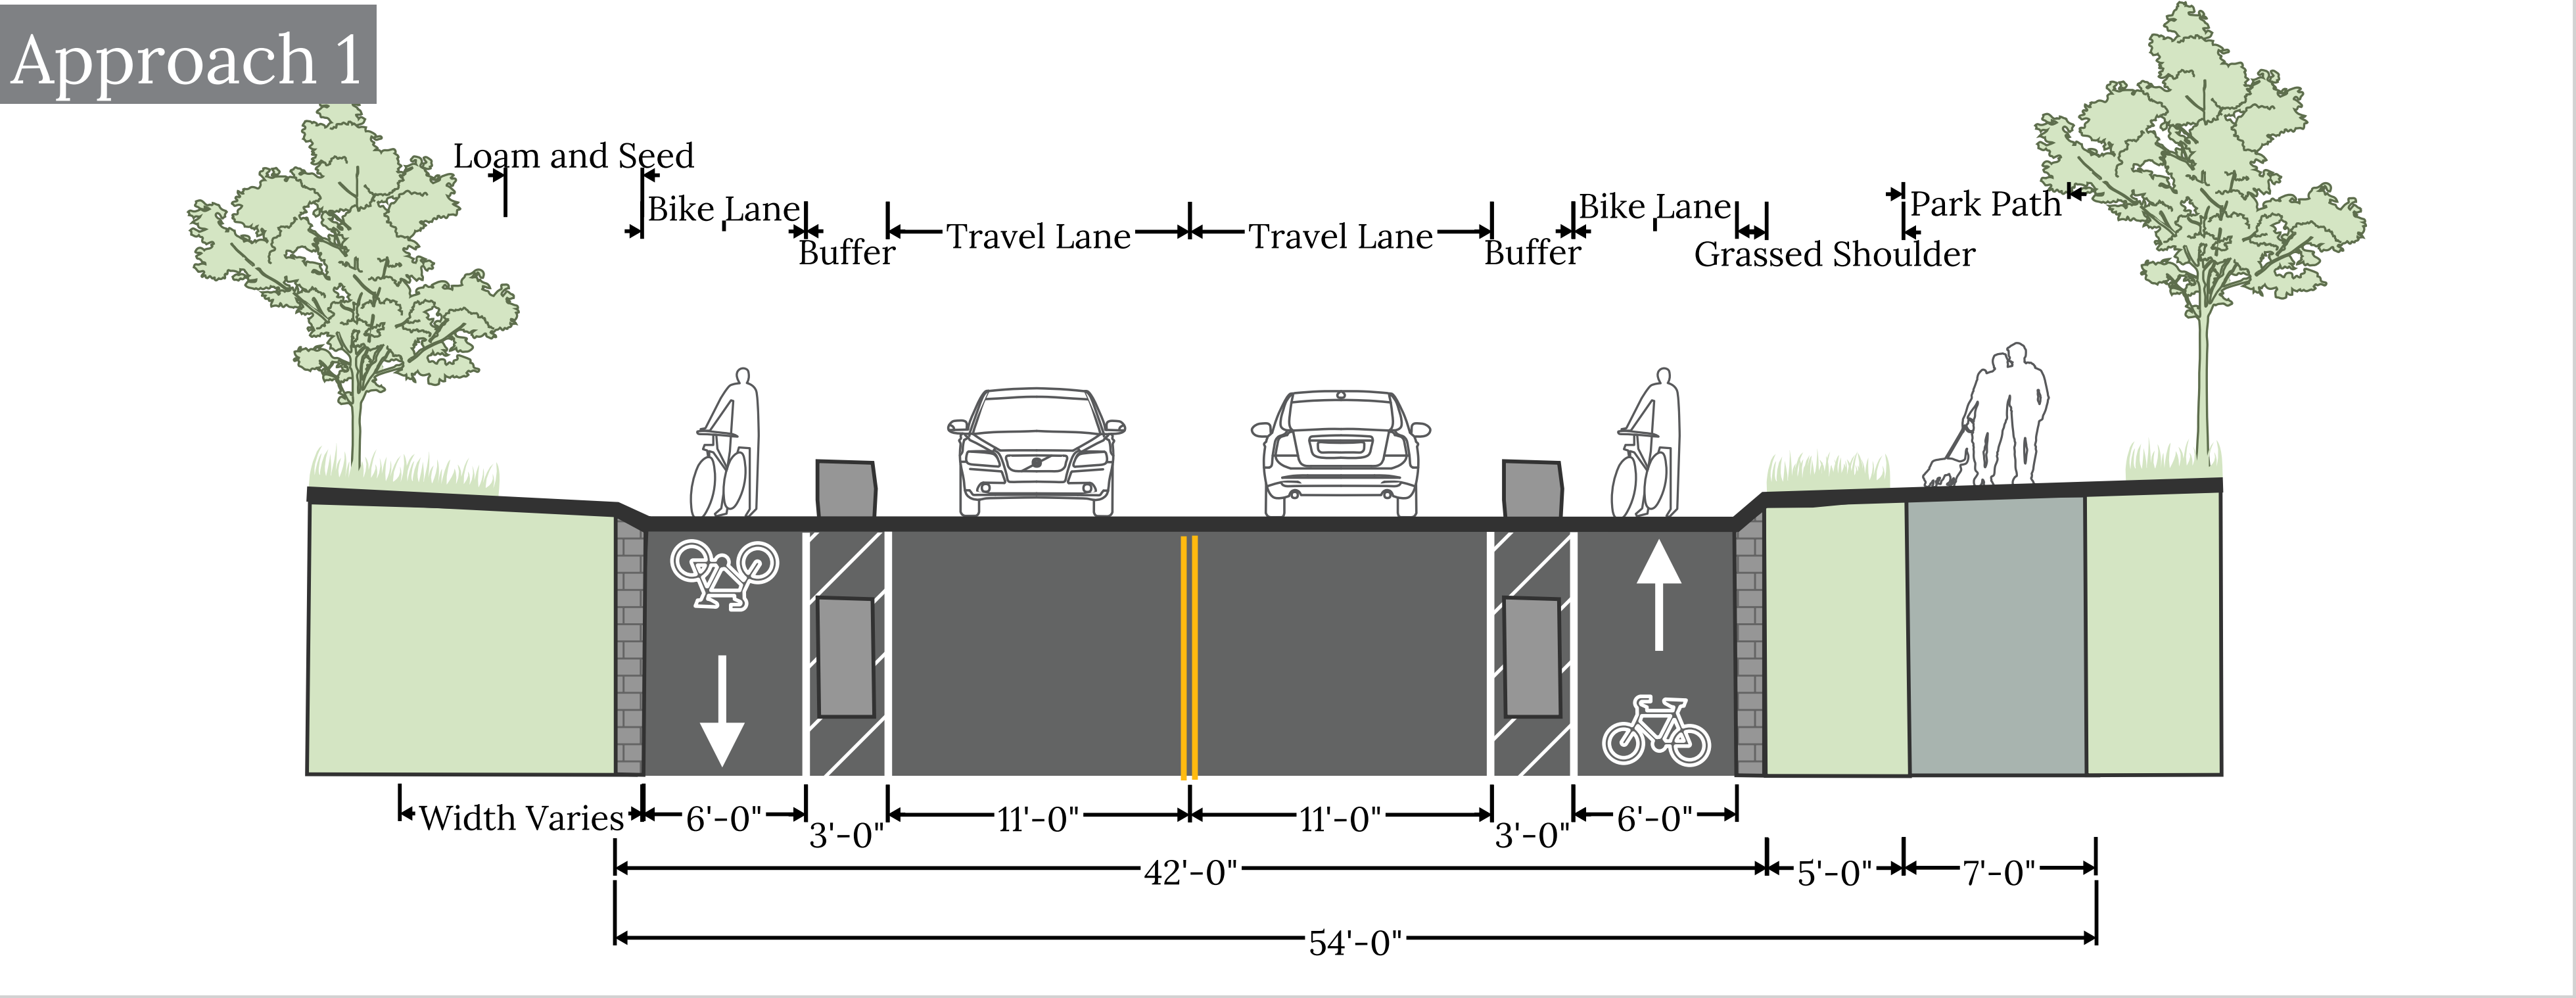 Approach 1
Loam and Seed
Bike Lane
Buffer
Travel Lane
Travel Lane
Buffer
Bike Lane
Grassed Shoulder
Park Path
Width Varies
6'-0"
3'-0"
11'-0"
11'-0"
3'-0"
6'-0"
42'-0"
5'-0"
7'-0"
54'-0"